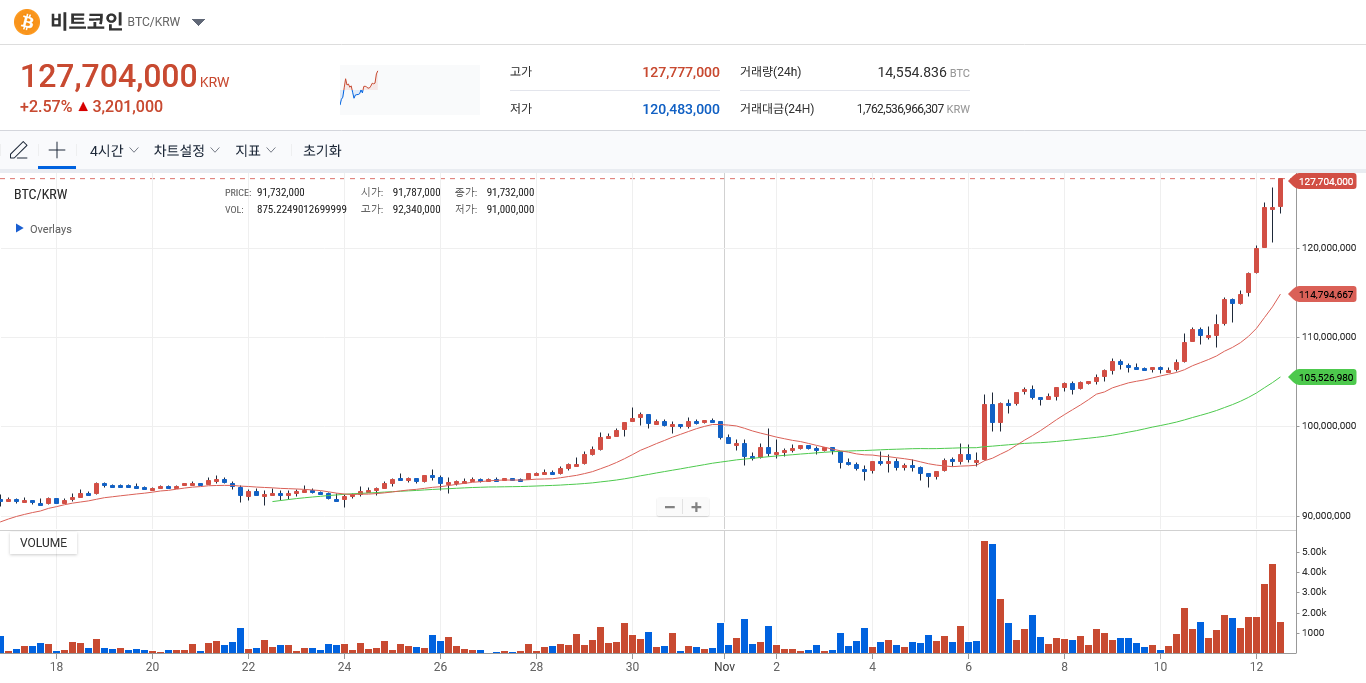 비트코인 BTC/KRW
127,704,000 KRW
+2.57% ▲ 3,201,000
고가 127,777,000 거래량(24h) 14,554.836 BTC
저가 120,483,000 거래대금(24H) 1,762,536,966,307 KRW
4시간 차트설정 지표 초기화
BTC/KRW
PRICE: 91,732,000 시가: 91,787,000 종가: 91,732,000
VOL: 875.2249012699999 고가: 92,340,000 저가: 91,000,000
Overlays
127,704,000
120,000,000
114,794,667
110,000,000
105,526,980
100,000,000
90,000,000
VOLUME
5.00k
4.00k
3.00k
2.00k
1000
18 20 22 24 26 28 30 Nov 2 4 6 8 10 12